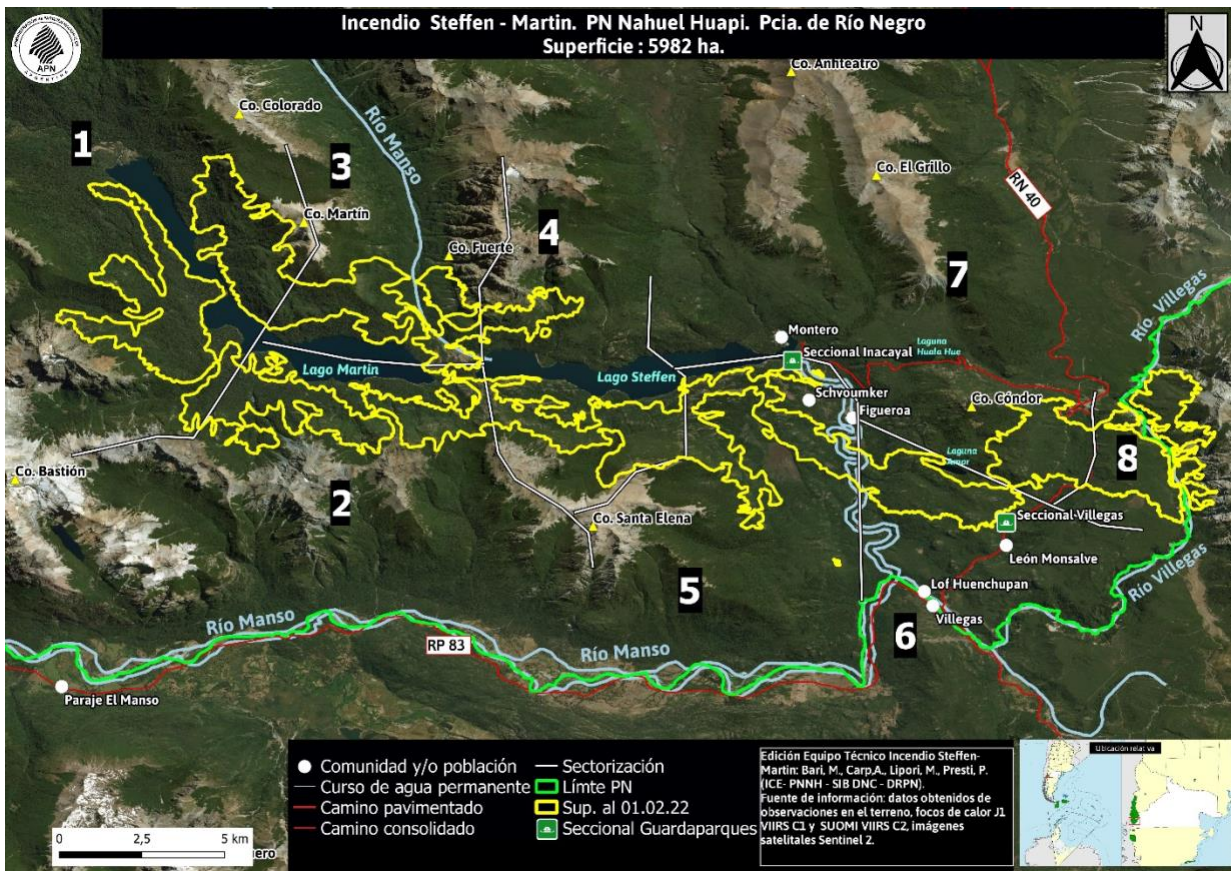 Incendio Steffen - Martin. PN Nahuel Huapi. Pcia. de Río Negro
Superficie : 5982 ha.
APN
ARGENTINA
N
Co. Anfiteatro
Co. Colorado
Río Manso
1
3
Co. Martín
Co. El Grillo
RN 40
4
Co. Fuerte
7
Río Villegas
Montero
Laguna
Huala Hue
Seccional Inacayal
Lago Martin
Lago Steffen
Schvoumker
Figueroa
Co. Cóndor
Laguna
8
Co. Bastión
2
Co. Santa Elena
Seccional Villegas
León Monsalve
5
Lof Huenchupan
Villegas
Río Villegas
6
Río Manso
RP 83
Río Manso
Paraje El Manso
Comunidad y/o población
Curso de agua permanente
Camino pavimentado
Camino consolidado
Sectorización
Límte PN
Sup. al 01.02.22
Seccional Guardaparques
Edición Equipo Técnico Incendio Steffen-
Martin: Bari, M., Carp,A., Lipori, M., Presti, P.
(ICE- PNNH - SIB DNC - DRPN).
Fuente de información: datos obtenidos de
observaciones en el terreno, focos de calor J1
VIIRS C1 y SUOMI VIIRS C2, imágenes
satelitales Sentinel 2.
Ubicación relativa
0 2,5 5 km